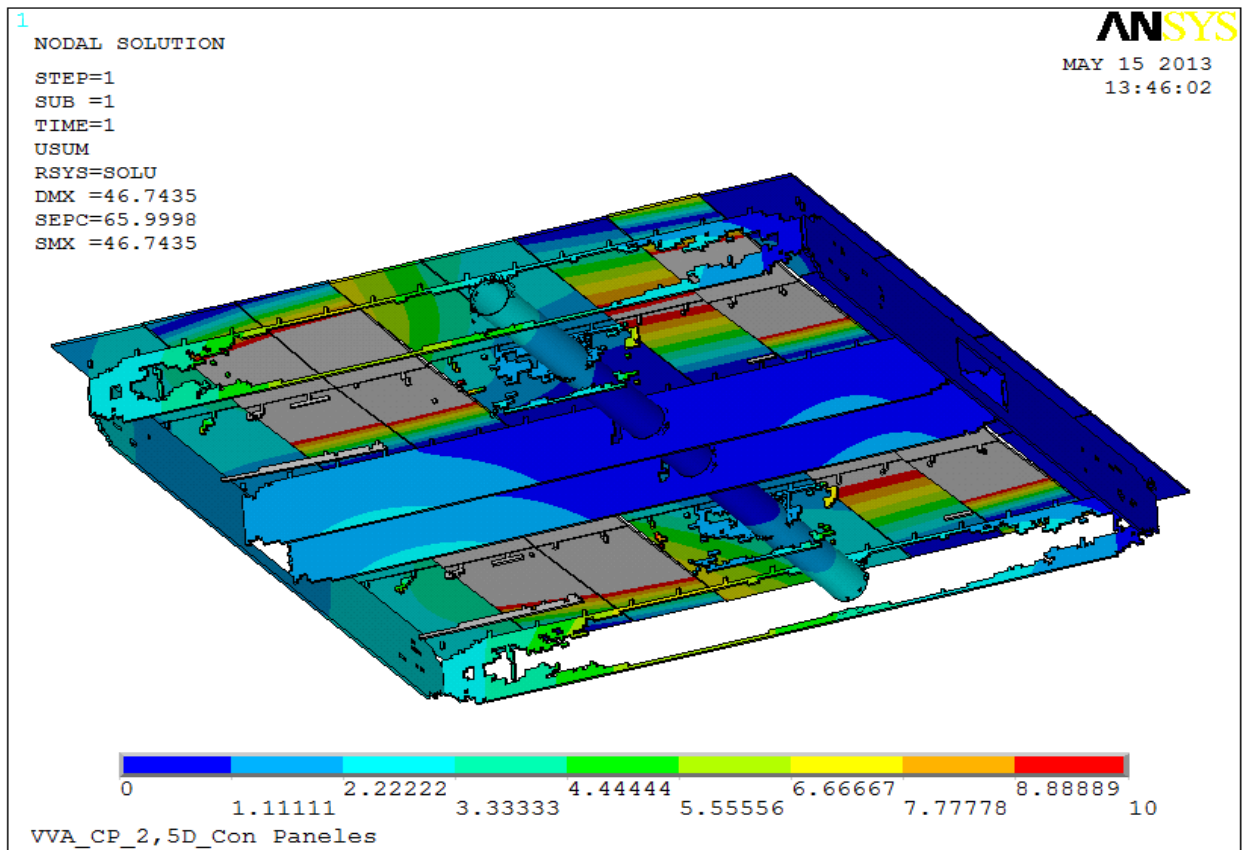 1
NODAL SOLUTION
STEP=1
SUB =1
TIME=1
USUM
RSYS=SOLU
DMX =46.7435
SEPC=65.9998
SMX =46.7435
ANSYS
MAY 15 2013
13:46:02
0
1.11111
2.22222
3.33333
4.44444
5.55556
6.66667
7.77778
8.88889
10
VVA_CP_2,5D_Con Paneles